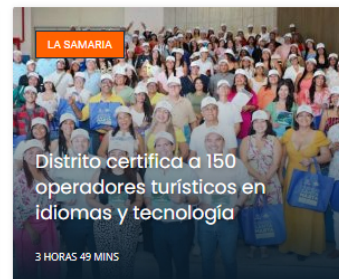 LA SAMARIA
Distrito certifica a 150
operadores turísticos en
idiomas y tecnología
3 HORAS 49 MINS